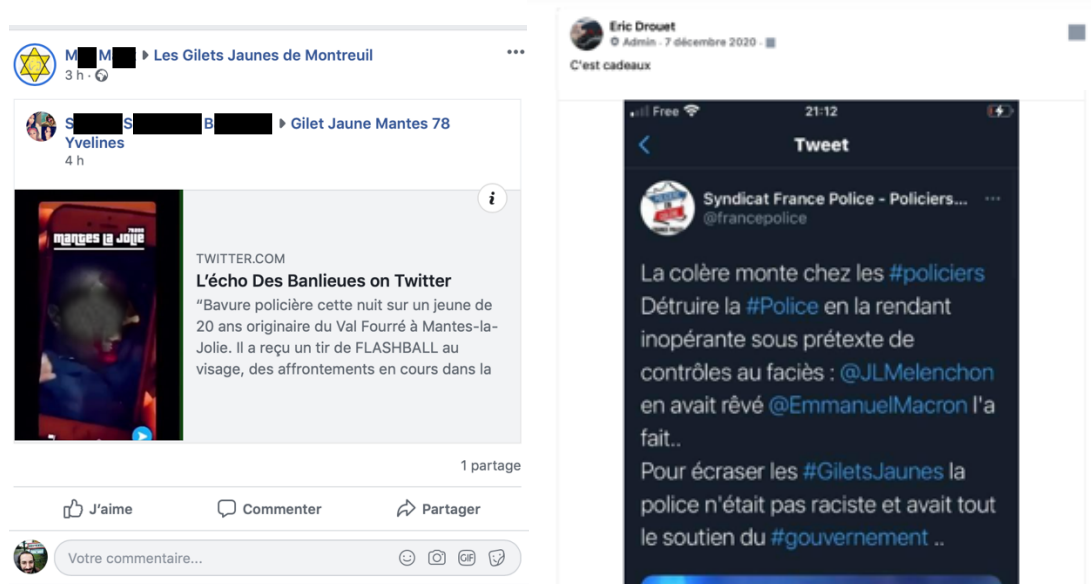 M M ▸ Les Gilets Jaunes de Montreuil
3 h ·
S S B ▸ Gilet Jaune Mantes 78
Yvelines
4 h
MANTES LA JOLIE
TWITTER.COM
L'écho Des Banlieues on Twitter
“Bavure policière cette nuit sur un jeune de
20 ans originaire du Val Fourré à Mantes-la-
Jolie. Il a reçu un tir de FLASHBALL au
visage, des affrontements en cours dans la
1 partage
J'aime
Commenter
Partager
Votre commentaire...
GIF
Eric Drouet
Admin · 7 décembre 2020 ·
C'est cadeaux
Free
21:12
Tweet
Syndicat France Police - Policiers...
@francepolice
La colère monte chez les #policiers
Détruire la #Police en la rendant
inopérante sous prétexte de
contrôles au faciès : @JLMelenchon
en avait rêvé @EmmanuelMacron l'a
fait..
Pour écraser les #GiletsJaunes la
police n'était pas raciste et avait tout
le soutien du #gouvernement ..